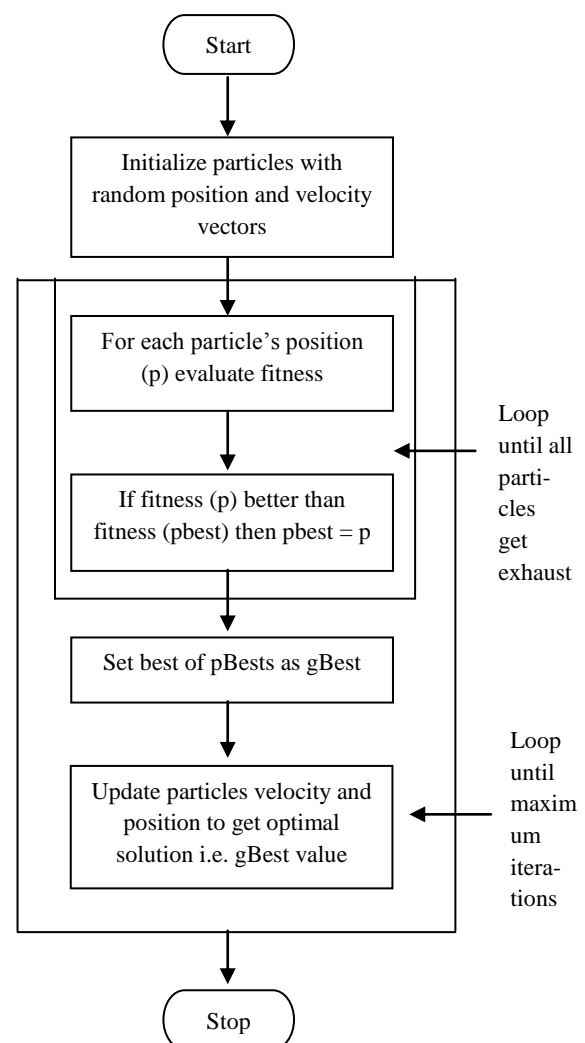 Start
Initialize particles with
random position and velocity
vectors
For each particle’s position
(p) evaluate fitness
Loop
until all
parti-
cles
get
exhaust
If fitness (p) better than
fitness (pbest) then pbest = p
Set best of pBests as gBest
Loop
until
maxim
um
itera-
tions
Update particles velocity and
position to get optimal
solution i.e. gBest value
Stop